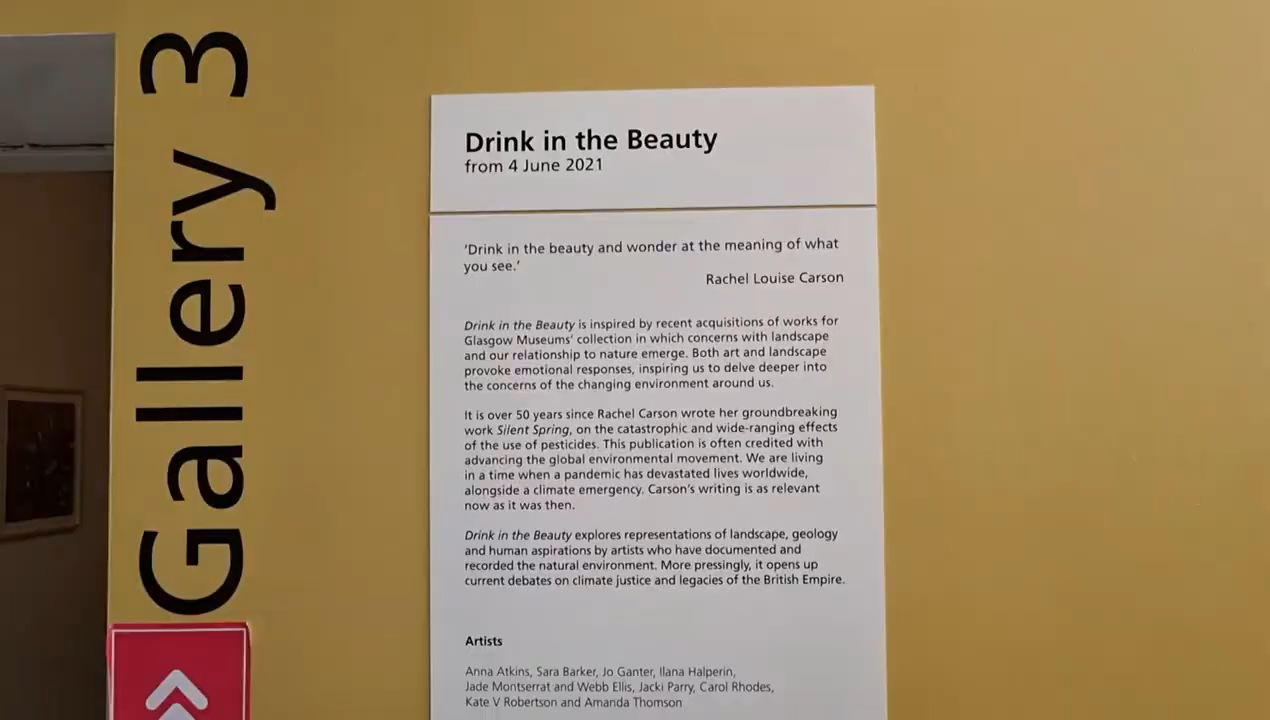 Gallery 3
Drink in the Beauty
from 4 June 2021
‘Drink in the beauty and wonder at the meaning of what
you see.’
Rachel Louise Carson
Drink in the Beauty is inspired by recent acquisitions of works for
Glasgow Museums’ collection in which concerns with landscape
and our relationship to nature emerge. Both art and landscape
provoke emotional responses, inspiring us to delve deeper into
the concerns of the changing environment around us.
It is over 50 years since Rachel Carson wrote her groundbreaking
work Silent Spring, on the catastrophic and wide-ranging effects
of the use of pesticides. This publication is often credited with
advancing the global environmental movement. We are living
in a time when a pandemic has devastated lives worldwide,
alongside a climate emergency. Carson’s writing is as relevant
now as it was then.
Drink in the Beauty explores representations of landscape, geology
and human aspirations by artists who have documented and
recorded the natural environment. More pressingly, it opens up
current debates on climate justice and legacies of the British Empire.
Artists
Anna Atkins, Sara Barker, Jo Ganter, Ilana Halperin,
Jade Montserrat and Webb Ellis, Jacki Parry, Carol Rhodes,
Kate V Robertson and Amanda Thomson